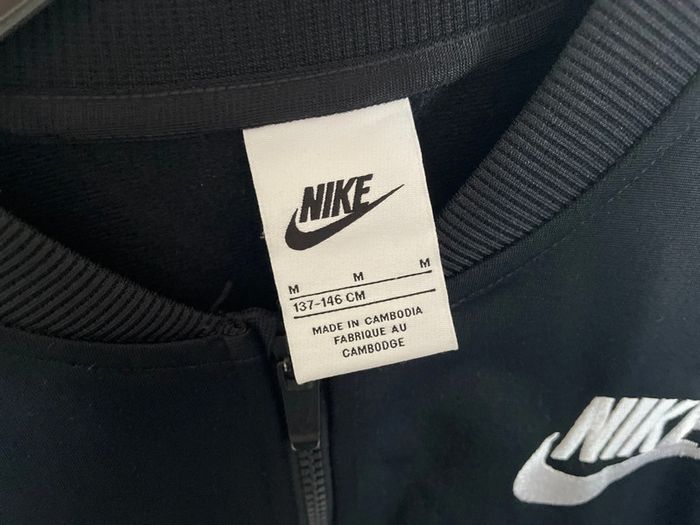 NIKE
M M M
137-146 CM
MADE IN CAMBODIA
FABRIQUE AU
CAMBODGE
NIKE